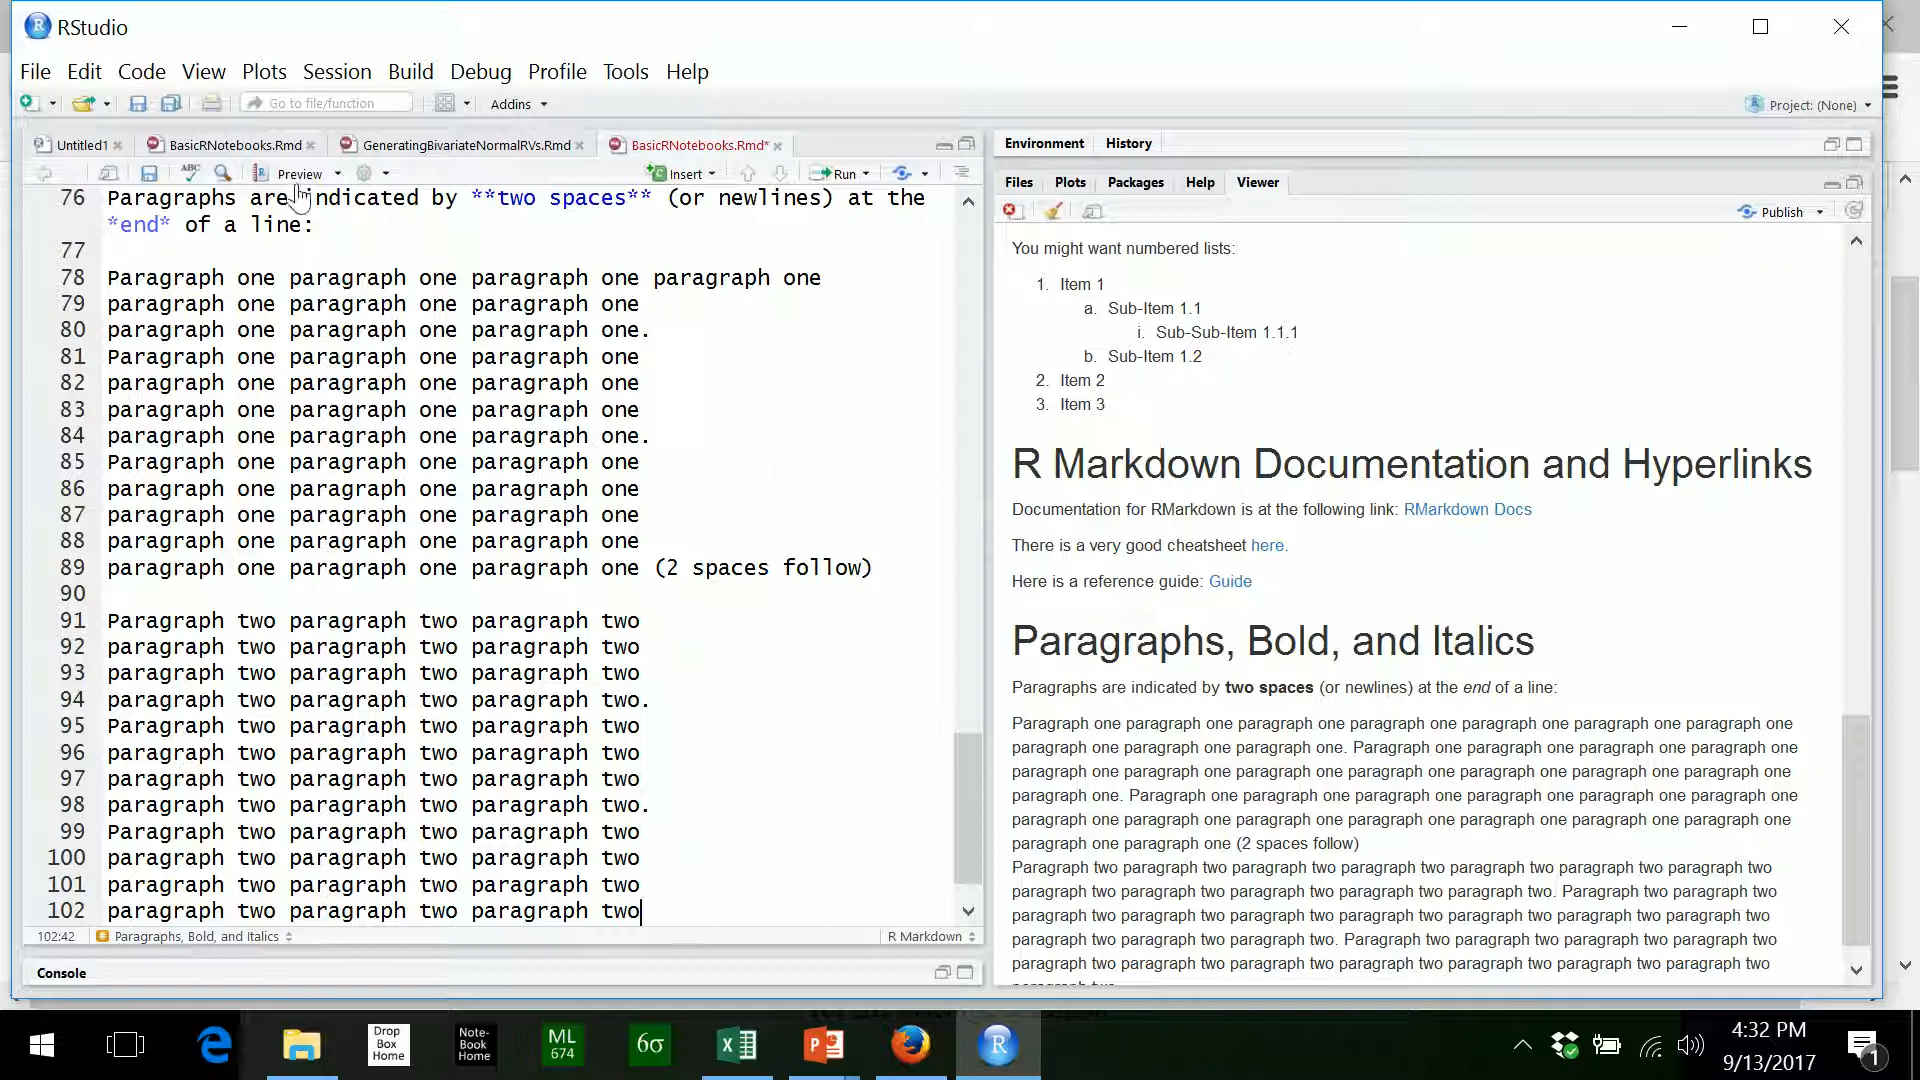 RStudio
File Edit Code View Plots Session Build Debug Profile Tools Help
Go to file/function Addins Project: (None)
Untitled1 BasicRNotebooks.Rmd GeneratingBivariateNormalRVs.Rmd BasicRNotebooks.Rmd*
ABC Preview Insert Run
76 Paragraphs are indicated by **two spaces** (or newlines) at the
*end* of a line:
77
78 Paragraph one paragraph one paragraph one paragraph one
79 paragraph one paragraph one paragraph one
80 paragraph one paragraph one paragraph one.
81 Paragraph one paragraph one paragraph one
82 paragraph one paragraph one paragraph one
83 paragraph one paragraph one paragraph one
84 paragraph one paragraph one paragraph one.
85 Paragraph one paragraph one paragraph one
86 paragraph one paragraph one paragraph one
87 paragraph one paragraph one paragraph one
88 paragraph one paragraph one paragraph one
89 paragraph one paragraph one paragraph one (2 spaces follow)
90
91 Paragraph two paragraph two paragraph two
92 paragraph two paragraph two paragraph two
93 paragraph two paragraph two paragraph two
94 paragraph two paragraph two paragraph two.
95 Paragraph two paragraph two paragraph two
96 paragraph two paragraph two paragraph two
97 paragraph two paragraph two paragraph two
98 paragraph two paragraph two paragraph two.
99 Paragraph two paragraph two paragraph two
100 paragraph two paragraph two paragraph two
101 paragraph two paragraph two paragraph two
102 paragraph two paragraph two paragraph two
102:42 Paragraphs, Bold, and Italics R Markdown
Console
Environment History
Files Plots Packages Help Viewer
Publish
You might want numbered lists:
1. Item 1
a. Sub-Item 1.1
i. Sub-Sub-Item 1.1.1
b. Sub-Item 1.2
2. Item 2
3. Item 3
R Markdown Documentation and Hyperlinks
Documentation for RMarkdown is at the following link: RMarkdown Docs
There is a very good cheatsheet here.
Here is a reference guide: Guide
Paragraphs, Bold, and Italics
Paragraphs are indicated by two spaces (or newlines) at the end of a line:
Paragraph one paragraph one paragraph one paragraph one paragraph one paragraph one paragraph one
paragraph one paragraph one paragraph one. Paragraph one paragraph one paragraph one paragraph one
paragraph one paragraph one paragraph one paragraph one paragraph one paragraph one paragraph one
paragraph one. Paragraph one paragraph one paragraph one paragraph one paragraph one paragraph one
paragraph one paragraph one paragraph one paragraph one paragraph one paragraph one paragraph one
paragraph one paragraph one (2 spaces follow)
Paragraph two paragraph two paragraph two paragraph two paragraph two paragraph two paragraph two
paragraph two paragraph two paragraph two paragraph two paragraph two. Paragraph two paragraph two
paragraph two paragraph two paragraph two paragraph two paragraph two paragraph two paragraph two
paragraph two paragraph two paragraph two. Paragraph two paragraph two paragraph two paragraph two
paragraph two paragraph two paragraph two paragraph two paragraph two paragraph two paragraph two
Drop Box Home
Note-Book Home
ML 674
6σ
4:32 PM
9/13/2017
1